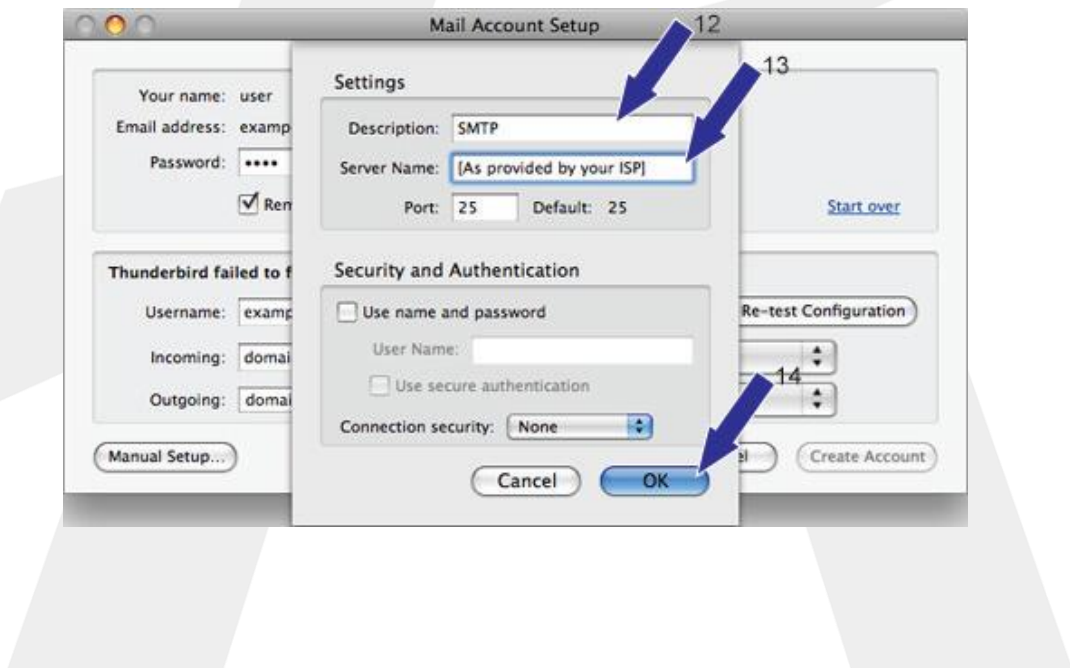 Mail Account Setup
12
13
Settings
Your name: user
Description: SMTP
Email address: examp
Password: ••••
Server Name: [As provided by your ISP]
Rem
Port: 25 Default: 25
Start over
Thunderbird failed to f
Security and Authentication
Username: examp
Use name and password
Re-test Configuration
User Name:
Incoming: domai
14
Use secure authentication
Outgoing: domai
Connection security: None
Manual Setup...
el
Create Account
Cancel
OK